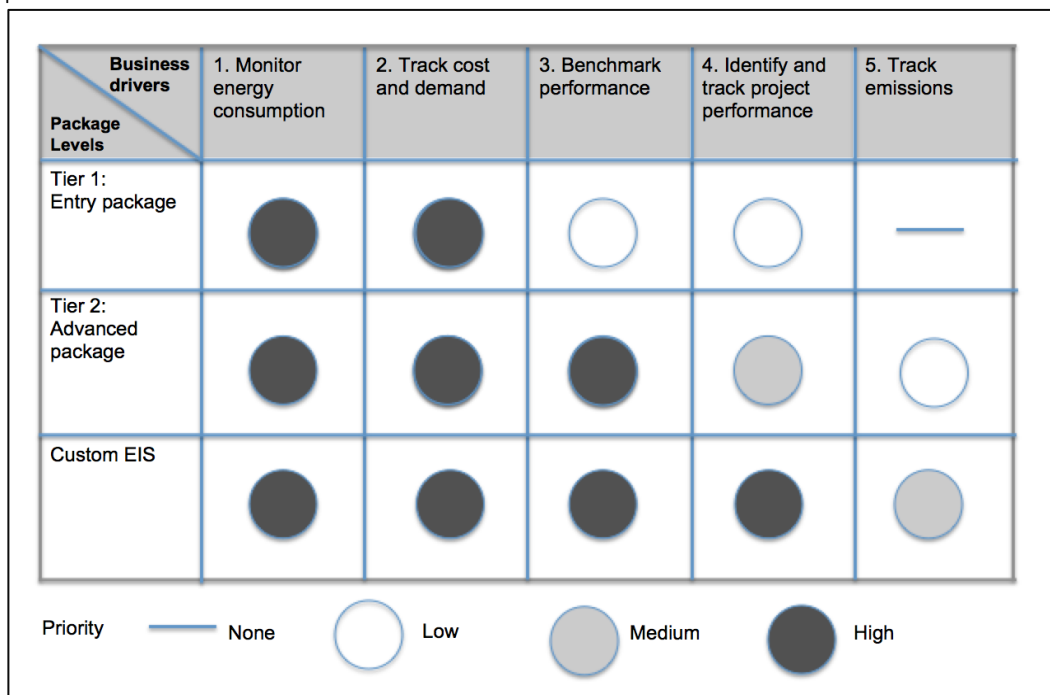 Business
drivers
Package
Levels
1. Monitor
energy
consumption
2. Track cost
and demand
3. Benchmark
performance
4. Identify and
track project
performance
5. Track
emissions
Tier 1:
Entry package
Tier 2:
Advanced
package
Custom EIS
Priority
None
Low
Medium
High